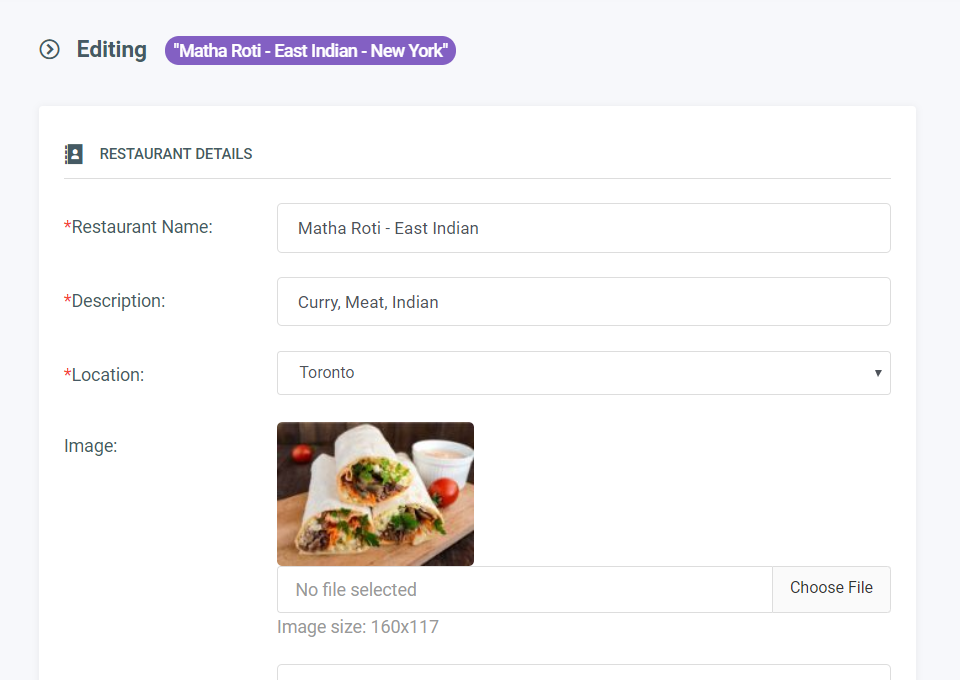 Editing "Matha Roti - East Indian - New York"
RESTAURANT DETAILS
*Restaurant Name: Matha Roti - East Indian
*Description: Curry, Meat, Indian
*Location: Toronto
Image:
No file selected Choose File
Image size: 160x117